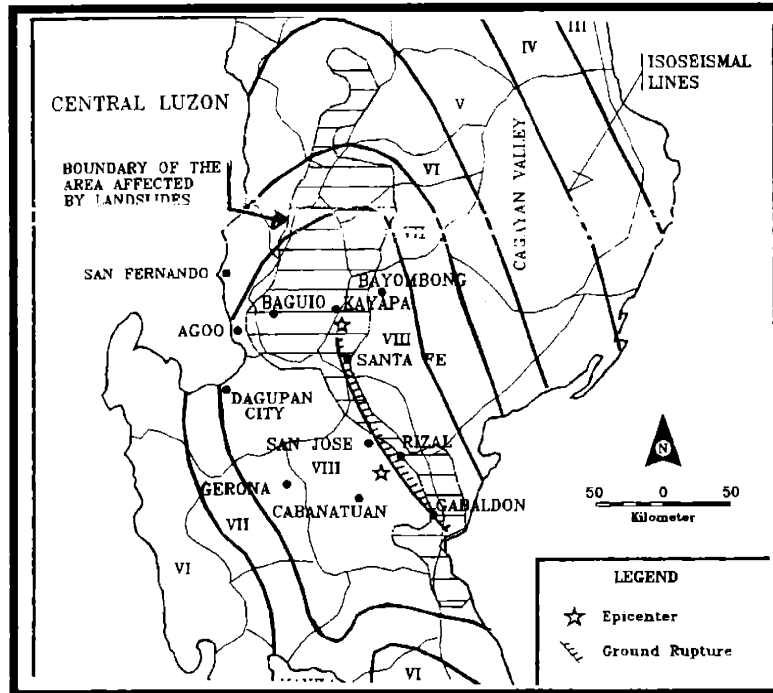 III
IV
ISOSEISMAL
LINES
V
CENTRAL LUZON
CAGAYAN VALLEY
BOUNDARY OF THE
AREA AFFECTED
BY LANDSLIDES
VI
VII
SAN FERNANDO
BAYOMBONG
BAGUIO
KAYAPA
AGOO
VIII
SANTA FE
DAGUPAN
CITY
SAN JOSE
RIZAL
N
VIII
GERONA
CABANATUAN
GABALDON
50 0 50
Kilometer
VII
VI
LEGEND
Epicenter
Ground Rupture
VI